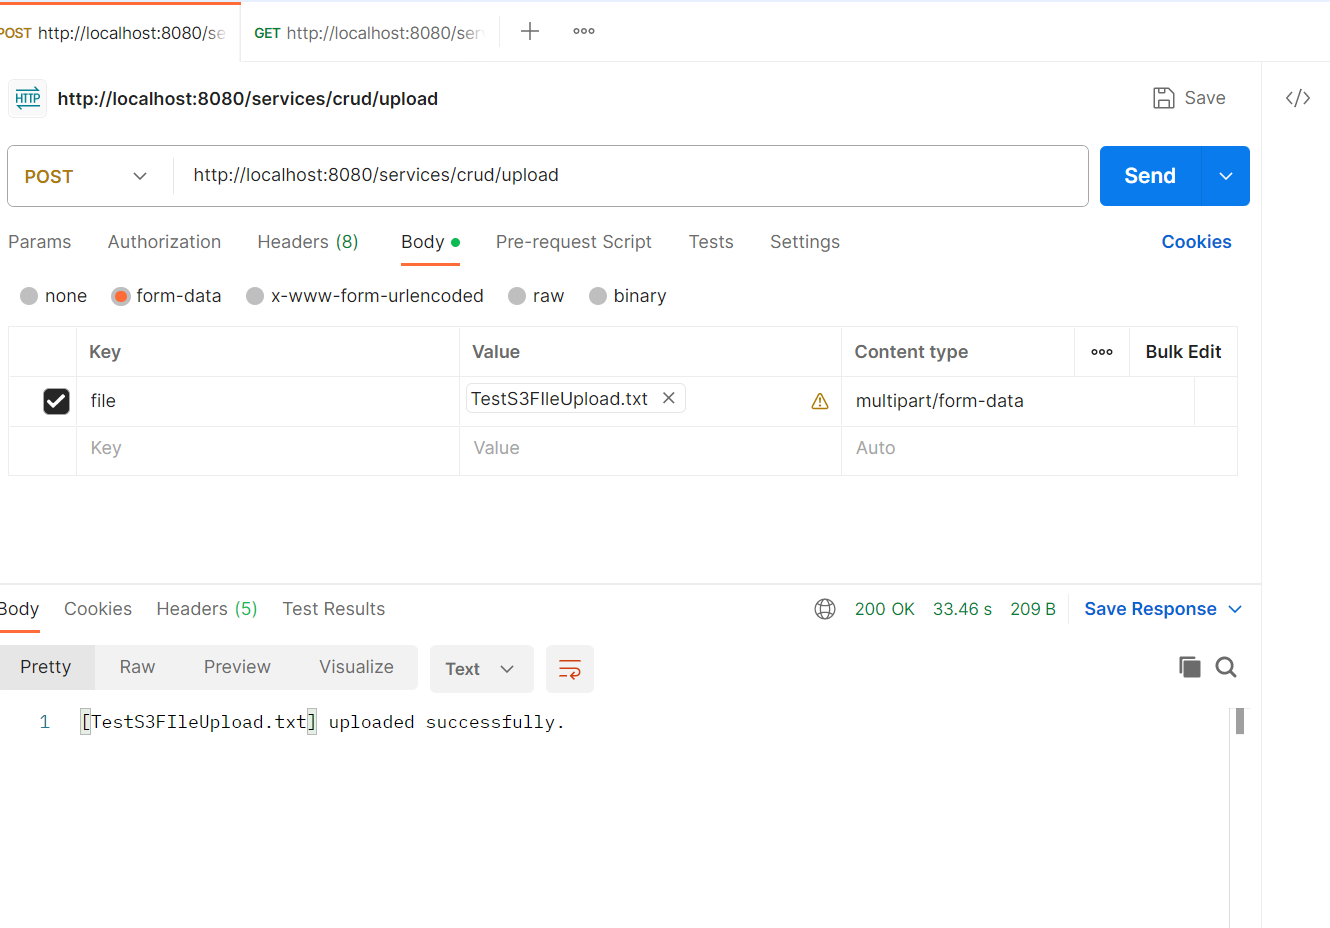 POST http://localhost:8080/se GET http://localhost:8080/ser
HTTP http://localhost:8080/services/crud/upload Save </>
POST http://localhost:8080/services/crud/upload Send
Params Authorization Headers (8) Body Pre-request Script Tests Settings Cookies
none form-data x-www-form-urlencoded raw binary
Key Value Content type Bulk Edit
file TestS3FIleUpload.txt multipart/form-data
Key Value Auto
Body Cookies Headers (5) Test Results 200 OK 33.46 s 209 B Save Response
Pretty Raw Preview Visualize Text
1 [TestS3FIleUpload.txt] uploaded successfully.